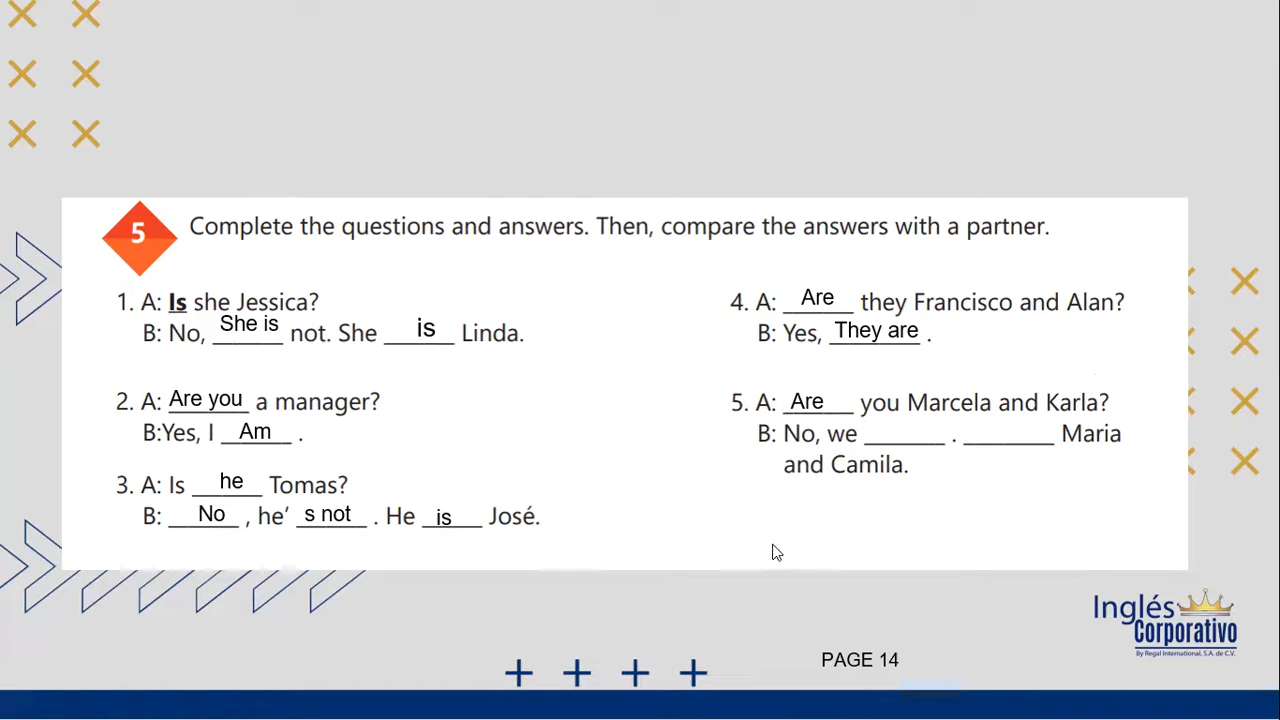 5 Complete the questions and answers. Then, compare the answers with a partner.
1. A: Is she Jessica?
B: No, She is not. She is Linda.
2. A: Are you a manager?
B:Yes, I Am .
3. A: Is he Tomas?
B: No , he' s not . He is José.
4. A: Are they Francisco and Alan?
B: Yes, They are .
5. A: Are you Marcela and Karla?
B: No, we ________ . ________ Maria
and Camila.
Inglés
Corporativo
By Regal International, S.A. de C.V.
PAGE 14